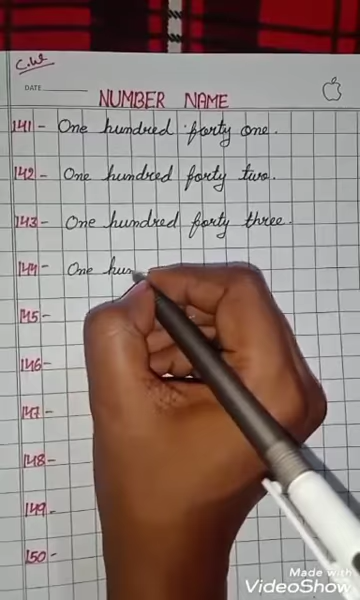 C.W
DATE
NUMBER NAME
141 - One hundred forty one.
142 - One hundred forty two.
143 - One hundred forty three.
144 - One hun
145 -
146 -
147 -
148 -
149 -
150 -
Made with
VideoShow